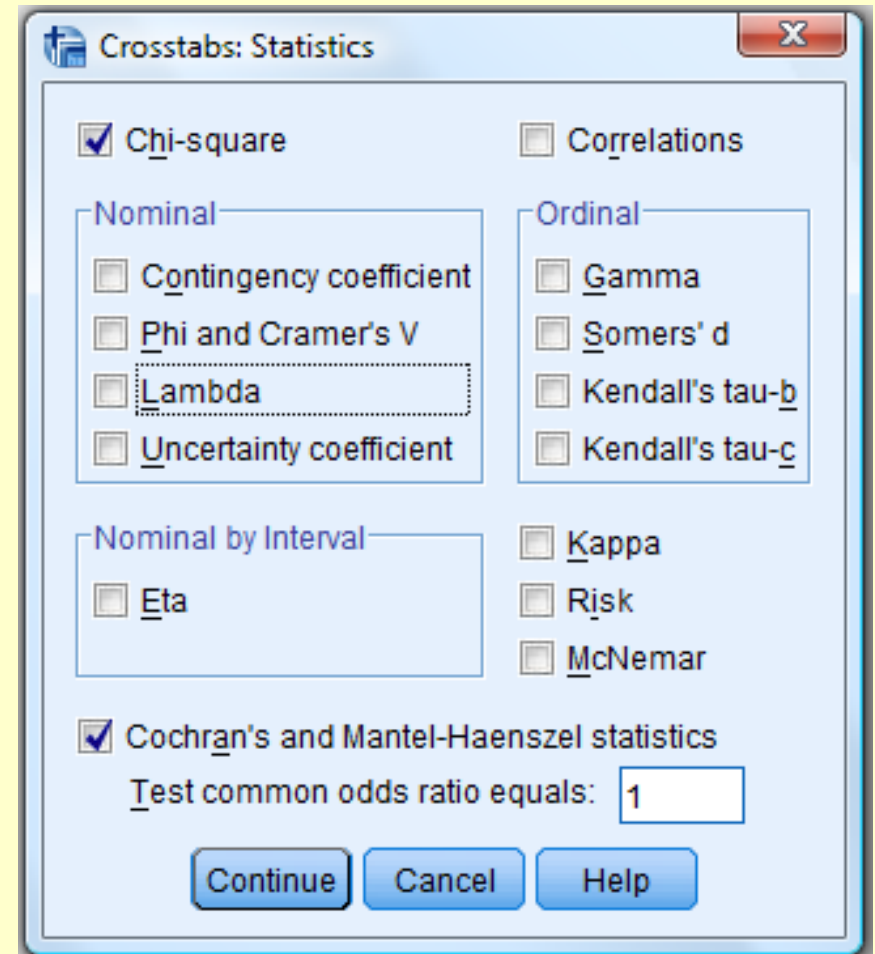 Crosstabs: Statistics
Chi-square
Correlations
Nominal
Contingency coefficient
Phi and Cramer's V
Lambda
Uncertainty coefficient
Ordinal
Gamma
Somers' d
Kendall's tau-b
Kendall's tau-c
Nominal by Interval
Eta
Kappa
Risk
McNemar
Cochran's and Mantel-Haenszel statistics
Test common odds ratio equals: 1
Continue Cancel Help